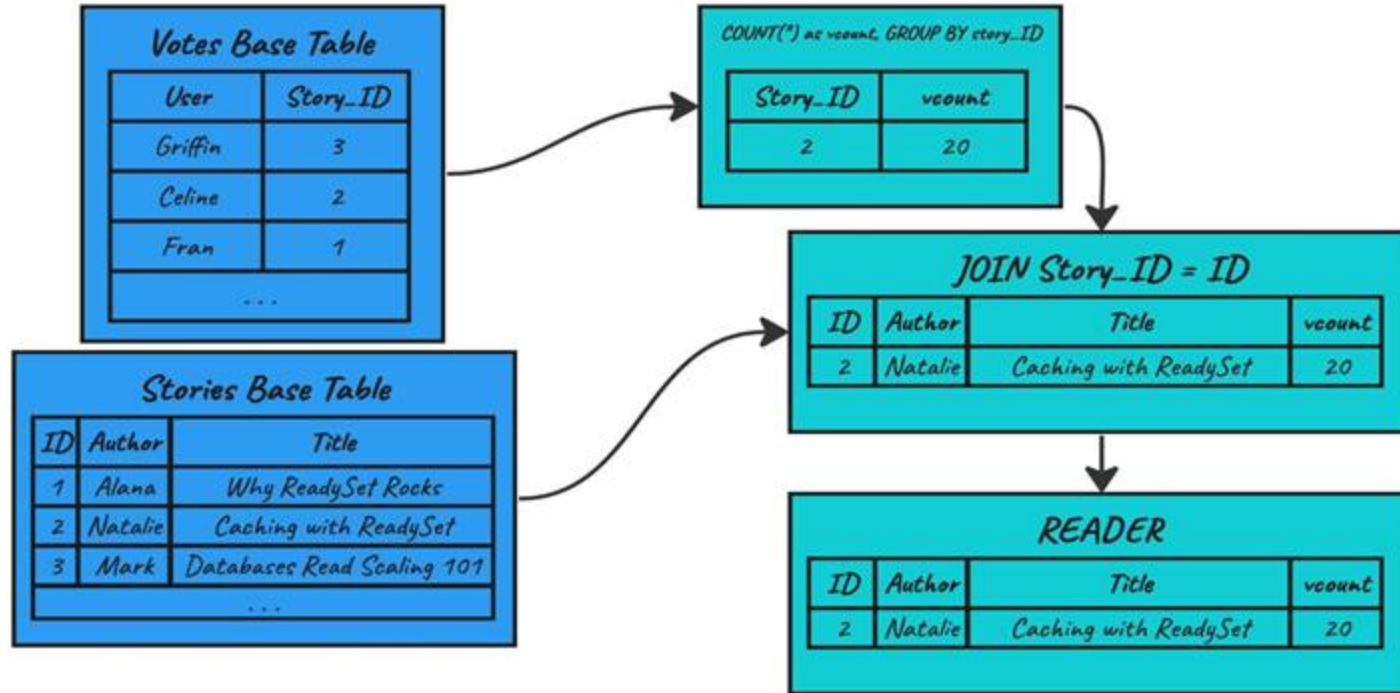 Votes Base Table
User Story_ID
Griffin 3
Celine 2
Fran 1
...
Stories Base Table
ID Author Title
1 Alana Why ReadySet Rocks
2 Natalie Caching with ReadySet
3 Mark Databases Read Scaling 101
...
COUNT(*) as vcount, GROUP BY story_ID
Story_ID vcount
2 20
JOIN Story_ID = ID
ID Author Title vcount
2 Natalie Caching with ReadySet 20
READER
ID Author Title vcount
2 Natalie Caching with ReadySet 20